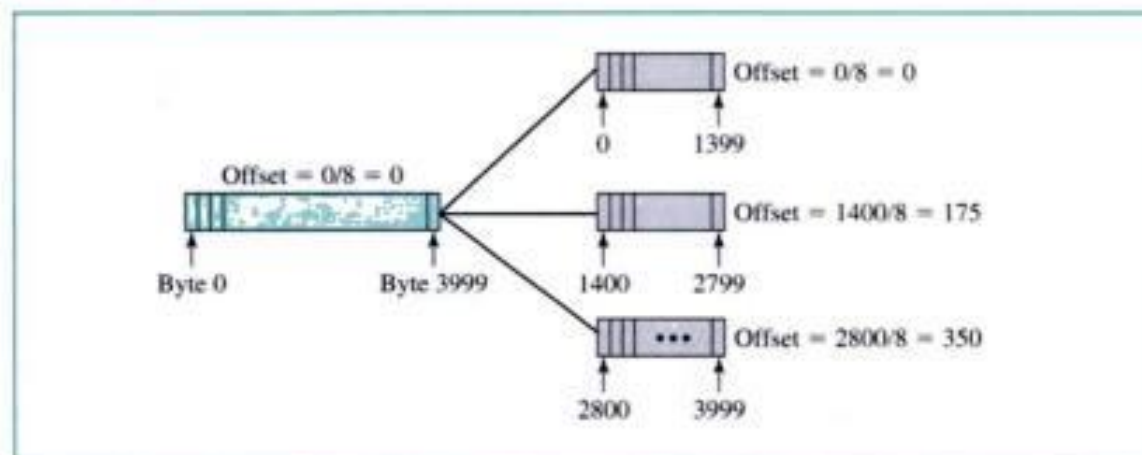 Offset = 0/8 = 0
0 1399
Offset = 0/8 = 0
Byte 0 Byte 3999
Offset = 1400/8 = 175
1400 2799
Offset = 2800/8 = 350
2800 3999